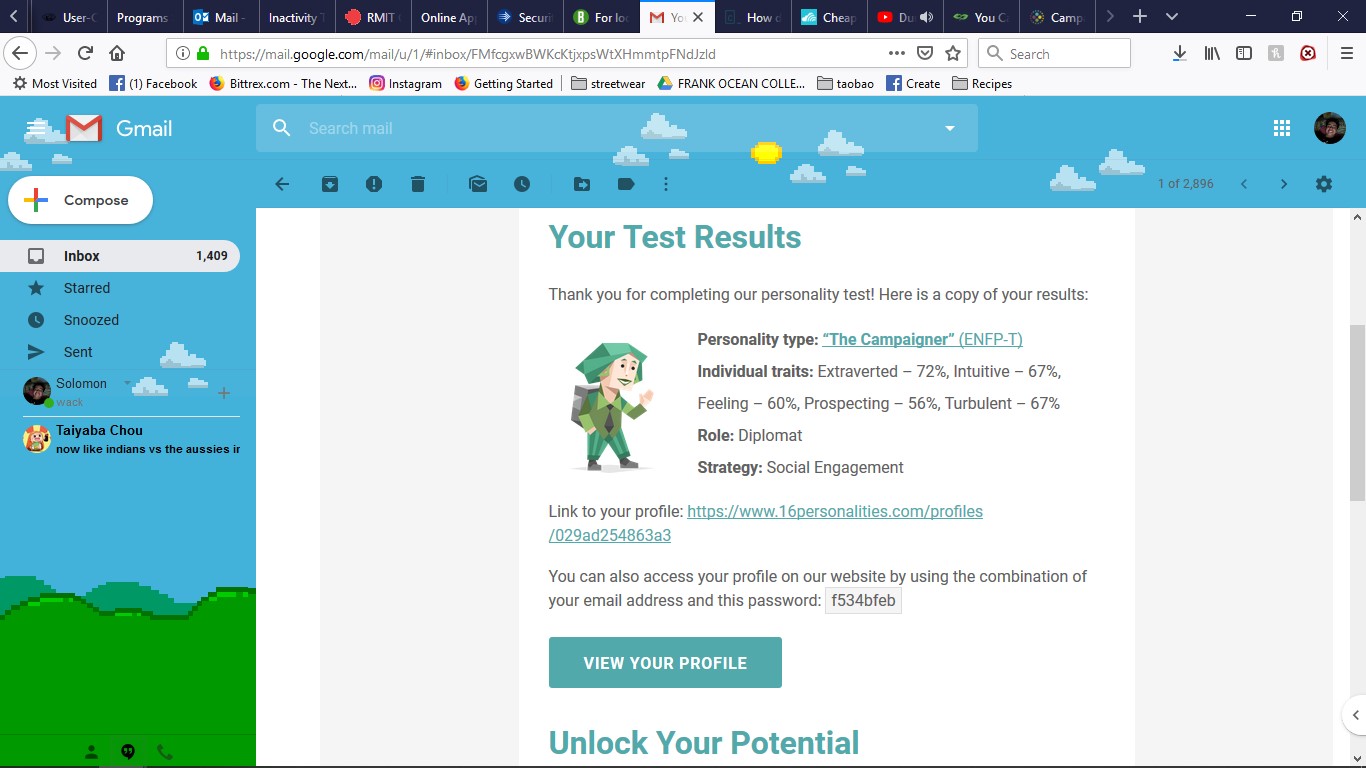 User-
Programs
Mail -
Inactivity T
RMIT
Online Ap
Securi
For lo
Yo
How d
Cheap
Du
You C
Camp
https://mail.google.com/mail/u/1/#inbox/FMfcgxwBWKcKtjxpsWtXHmmtpFNdJzld
Search
Most Visited
(1) Facebook
Bittrex.com - The Next...
Instagram
Getting Started
streetwear
FRANK OCEAN COLLE...
taobao
Create
Recipes
Gmail
Search mail
1 of 2,896
Compose
Inbox 1,409
Starred
Snoozed
Sent
Solomon
wack
Taiyaba Chou
now like indians vs the aussies ir
Your Test Results
Thank you for completing our personality test! Here is a copy of your results:
Personality type: “The Campaigner” (ENFP-T)
Individual traits: Extraverted – 72%, Intuitive – 67%,
Feeling – 60%, Prospecting – 56%, Turbulent – 67%
Role: Diplomat
Strategy: Social Engagement
Link to your profile: https://www.16personalities.com/profiles
/029ad254863a3
You can also access your profile on our website by using the combination of
your email address and this password: f534bfeb
VIEW YOUR PROFILE
Unlock Your Potential